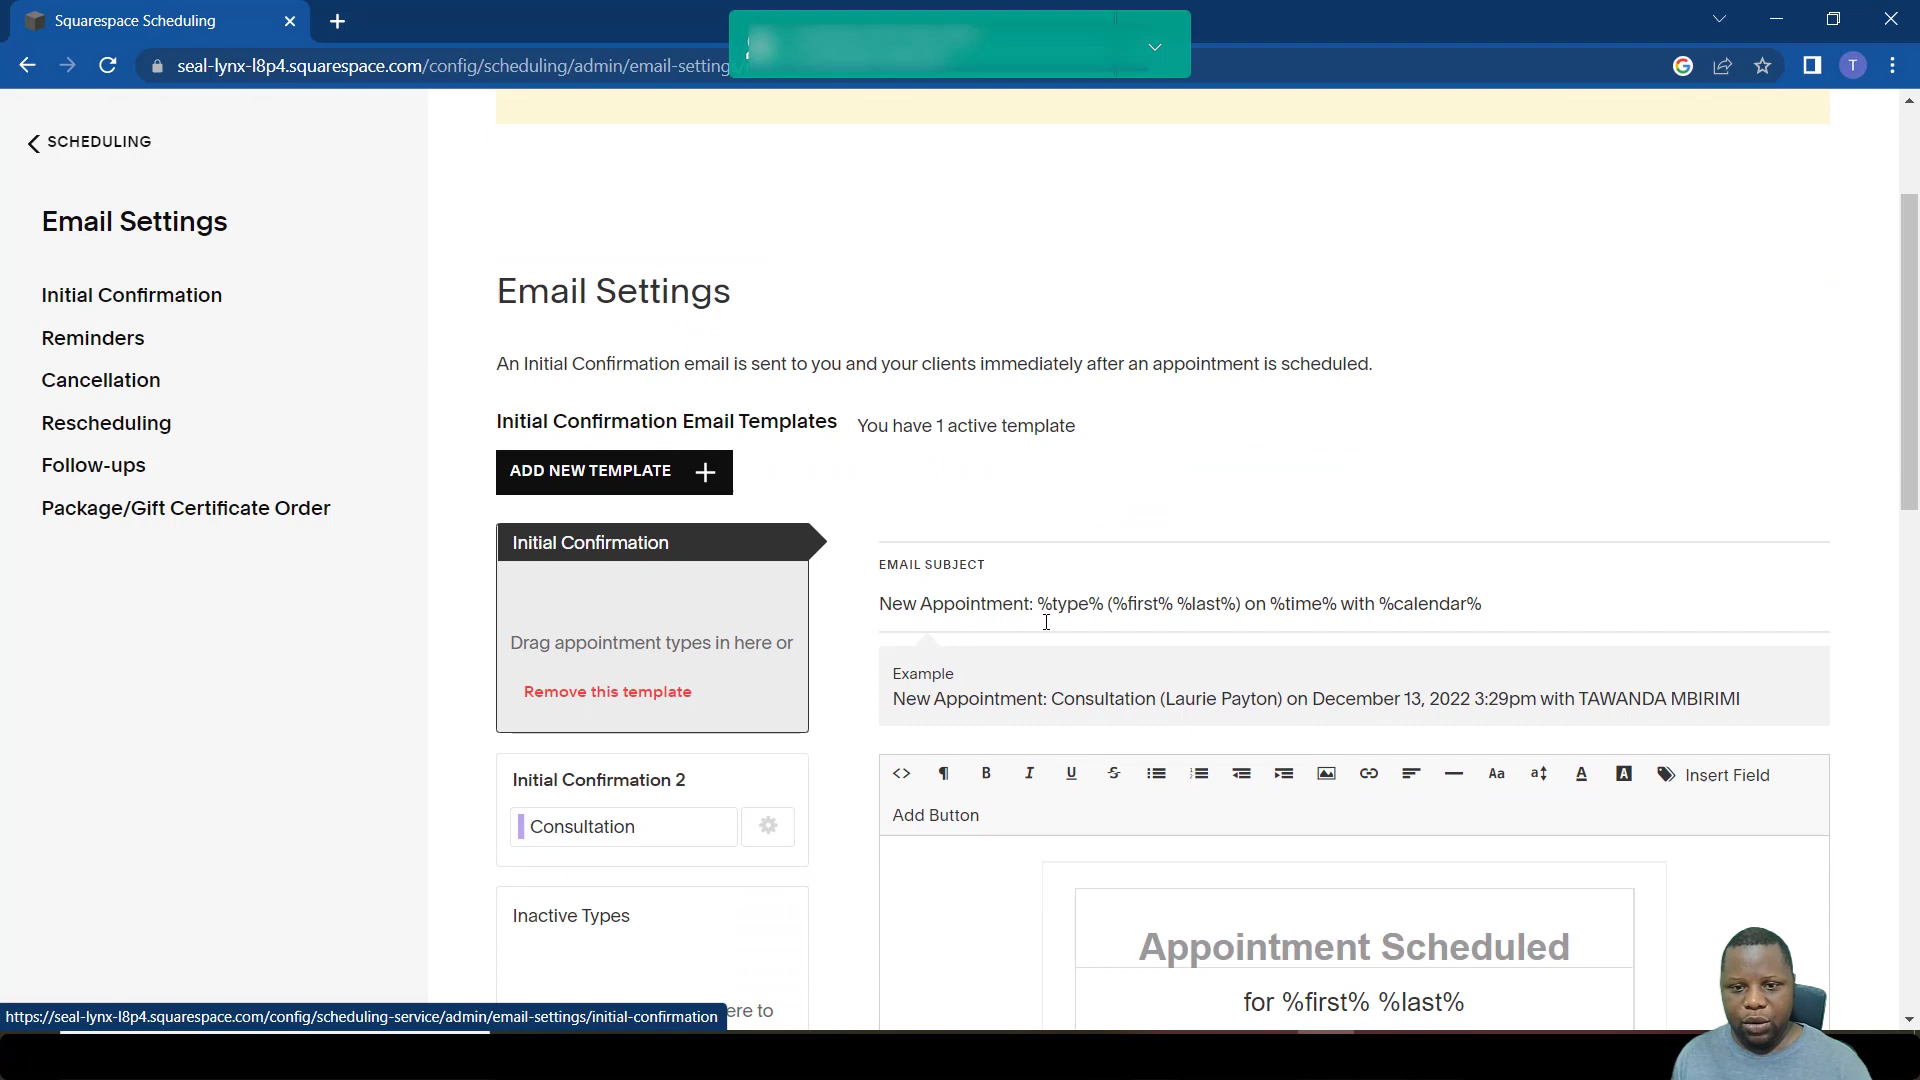 Squarespace Scheduling
seal-lynx-l8p4.squarespace.com/config/scheduling/admin/email-settings
T
SCHEDULING
Email Settings
Initial Confirmation
Reminders
Cancellation
Rescheduling
Follow-ups
Package/Gift Certificate Order
Email Settings
An Initial Confirmation email is sent to you and your clients immediately after an appointment is scheduled.
Initial Confirmation Email Templates
You have 1 active template
ADD NEW TEMPLATE
Initial Confirmation
Drag appointment types in here or
Remove this template
Initial Confirmation 2
Consultation
Inactive Types
ere to
EMAIL SUBJECT
New Appointment: %type% (%first% %last%) on %time% with %calendar%
Example
New Appointment: Consultation (Laurie Payton) on December 13, 2022 3:29pm with TAWANDA MBIRIMI
B I U S Aa A A Insert Field
Add Button
Appointment Scheduled
for %first% %last%
https://seal-lynx-l8p4.squarespace.com/config/scheduling-service/admin/email-settings/initial-confirmation